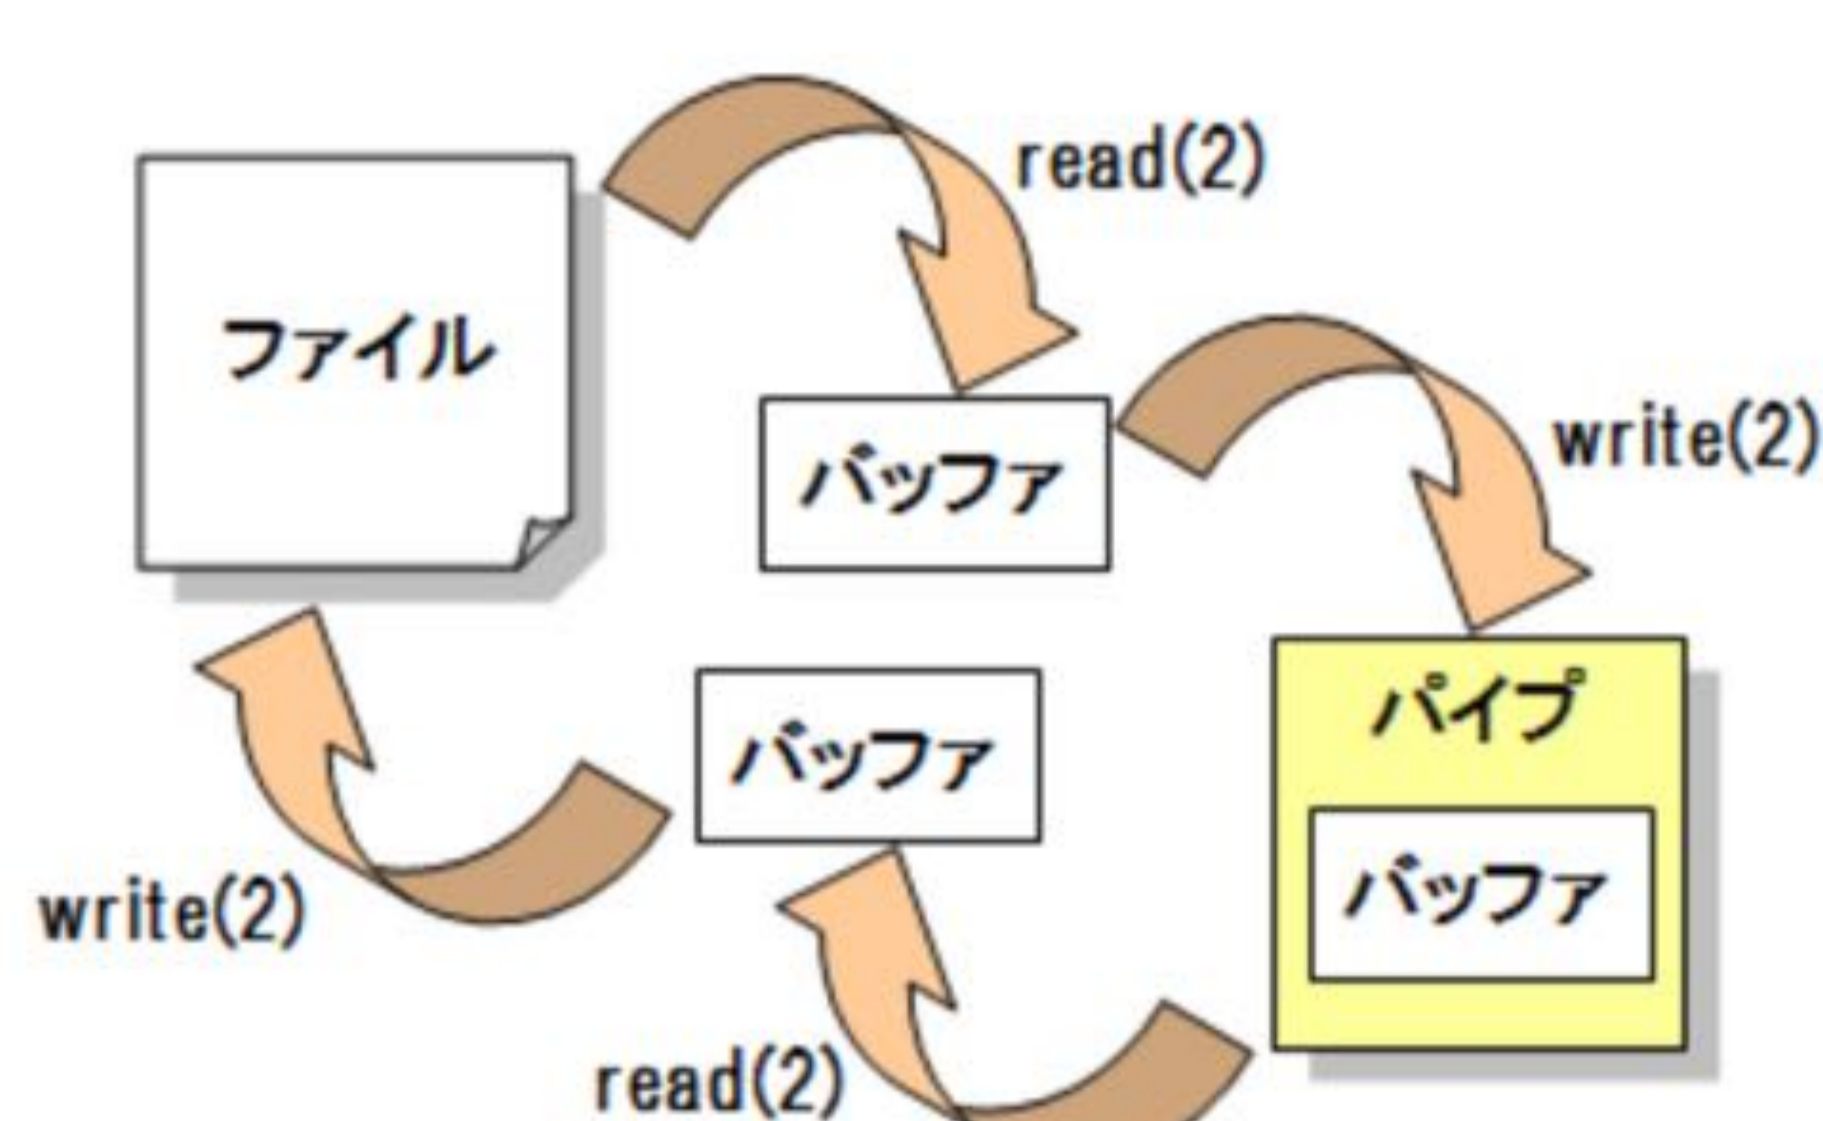 read(2)
ファイル
write(2)
バッファ
パイプ
バッファ
バッファ
write(2)
read(2)